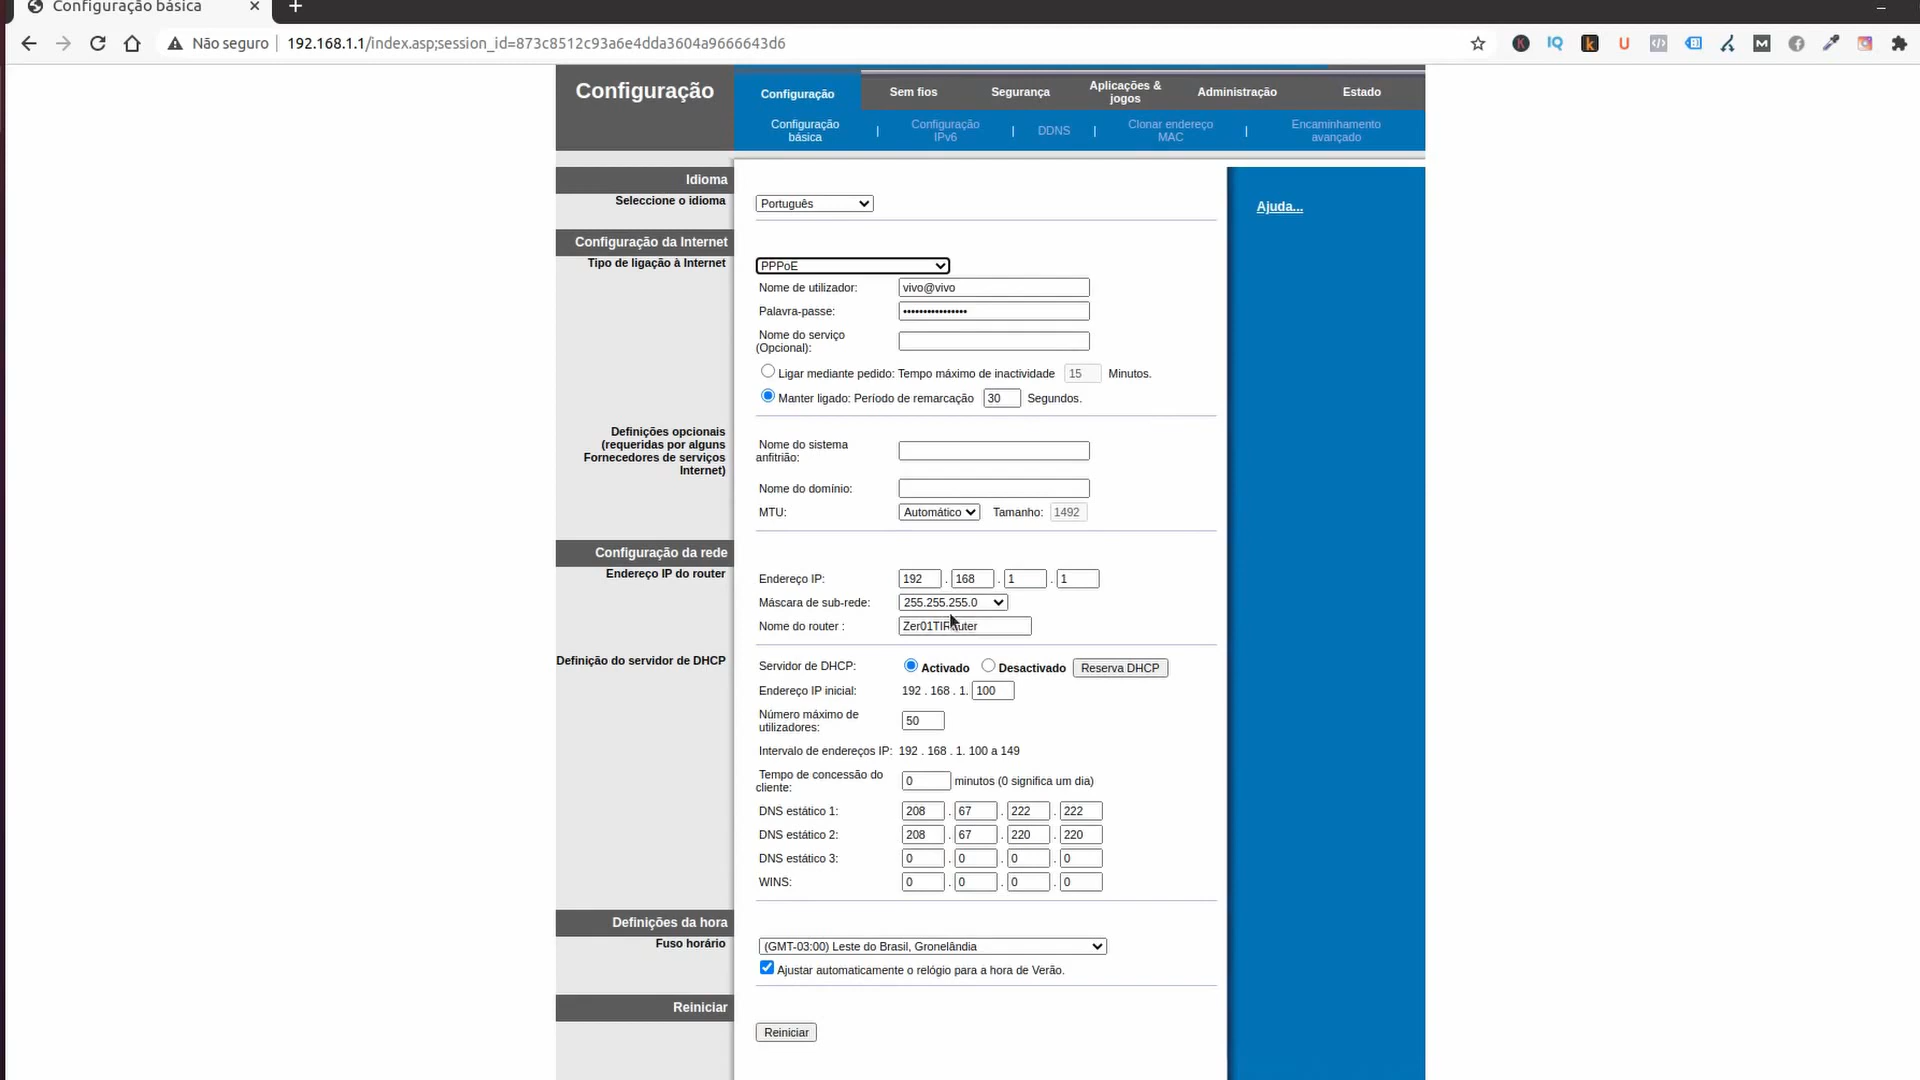 Configuração básica
Não seguro
192.168.1.1/index.asp;session_id=873c8512c93a6e4dda3604a9666643d6
Configuração
Configuração
Sem fios
Segurança
Aplicações &
jogos
Administração
Estado
Configuração
básica
|
Configuração
IPv6
|
DDNS
|
Clonar endereço
MAC
|
Encaminhamento
avançado
Idioma
Seleccione o idioma
Português
Ajuda...
Configuração da Internet
Tipo de ligação à Internet
PPPoE
Nome de utilizador: vivo@vivo
Palavra-passe: ••••••••••••••••
Nome do serviço
(Opcional):
Ligar mediante pedido: Tempo máximo de inactividade 15 Minutos.
Manter ligado: Período de remarcação 30 Segundos.
Definições opcionais
(requeridas por alguns
Fornecedores de serviços
Internet)
Nome do sistema
anfitrião:
Nome do domínio:
MTU: Automático Tamanho: 1492
Configuração da rede
Endereço IP do router
Endereço IP: 192 . 168 . 1 . 1
Máscara de sub-rede: 255.255.255.0
Nome do router :
Definição do servidor de DHCP
Servidor de DHCP: Activado Desactivado Reserva DHCP
Endereço IP inicial: 192 . 168 . 1. 100
Número máximo de
utilizadores: 50
Intervalo de endereços IP: 192 . 168 . 1. 100 a 149
Tempo de concessão do
cliente: 0 minutos (0 significa um dia)
DNS estático 1: 208 . 67 . 222 . 222
DNS estático 2: 208 . 67 . 220 . 220
DNS estático 3: 0 . 0 . 0 . 0
WINS: 0 . 0 . 0 . 0
Definições da hora
Fuso horário
(GMT-03:00) Leste do Brasil, Gronelândia
Ajustar automaticamente o relógio para a hora de Verão.
Reiniciar
Reiniciar